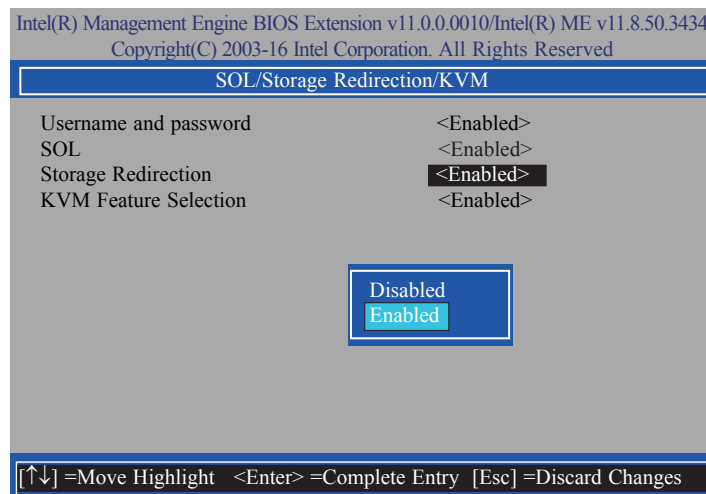 Intel(R) Management Engine BIOS Extension v11.0.0.0010/Intel(R) ME v11.8.50.3434
Copyright(C) 2003-16 Intel Corporation. All Rights Reserved
SOL/Storage Redirection/KVM
Username and password <Enabled>
SOL <Enabled>
Storage Redirection <Enabled>
KVM Feature Selection <Enabled>
Disabled
Enabled
[↑↓] =Move Highlight <Enter> =Complete Entry [Esc] =Discard Changes